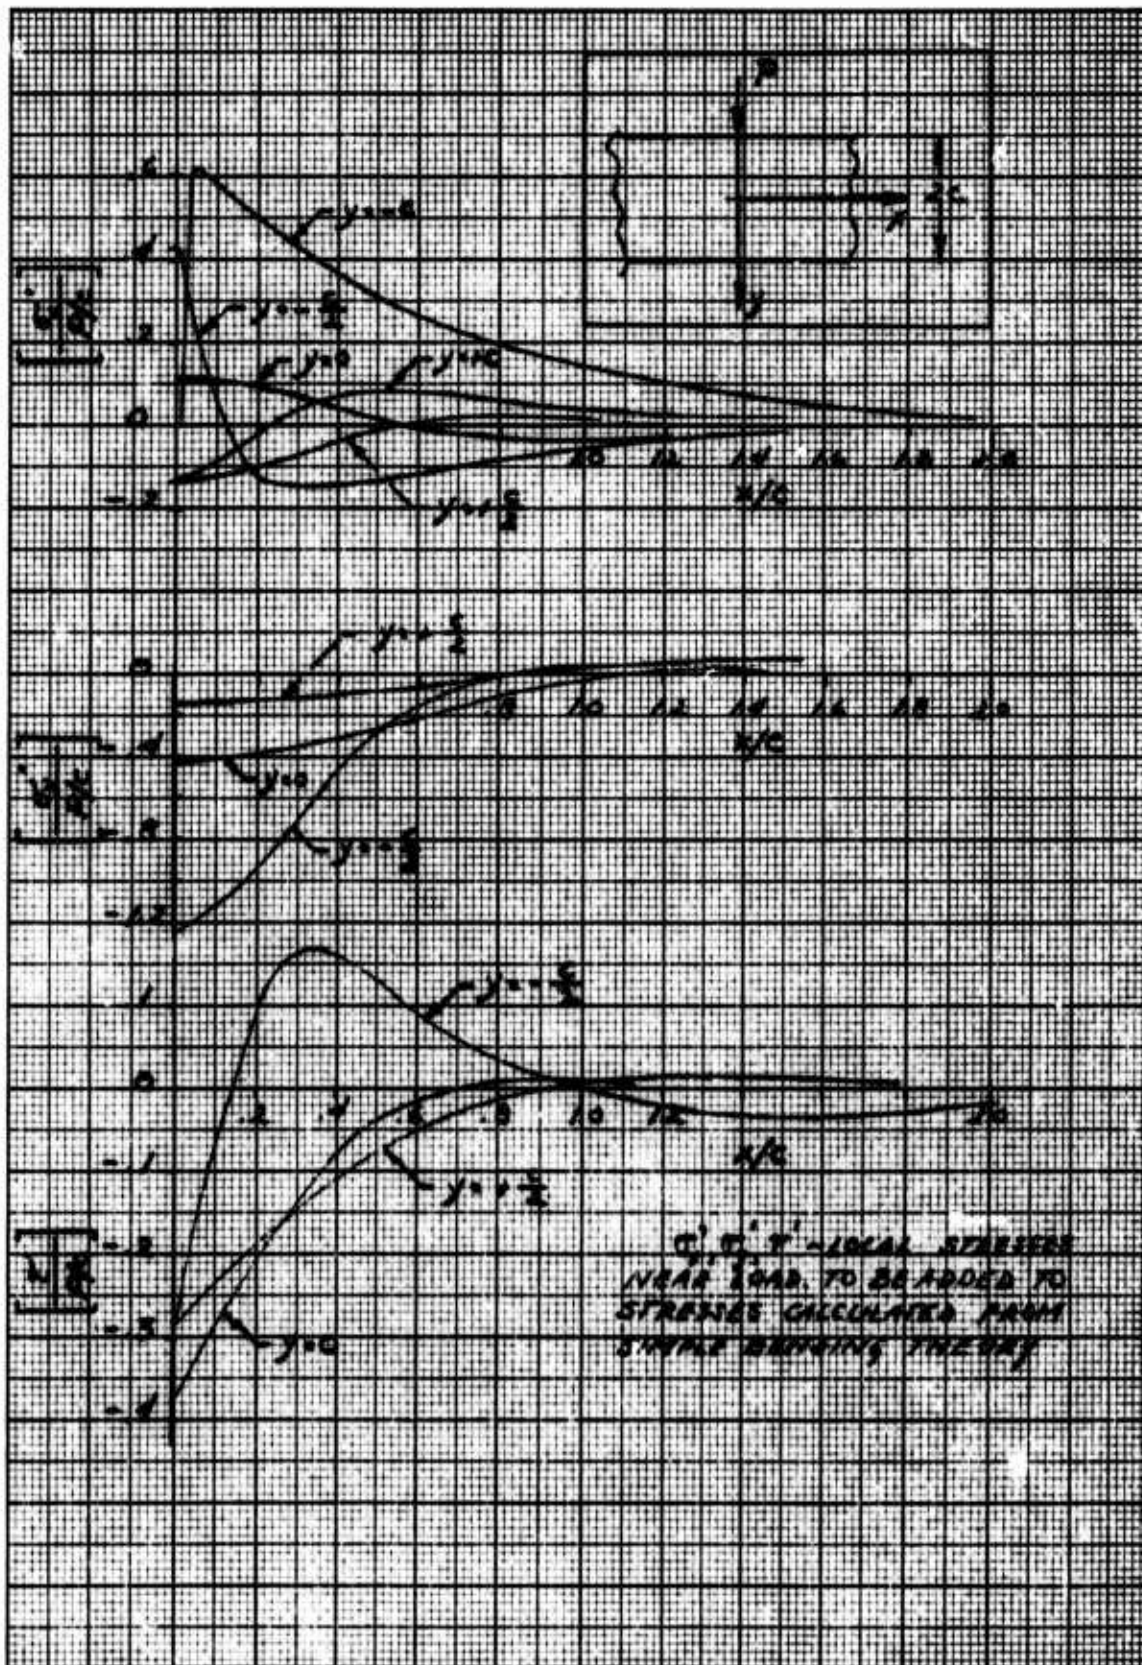 P
x
2c
y
.6
y=-c
.4
σx'
P/c
y=-c/2
.2
y=0
y=+c
0
1.0 1.2 1.4 1.6 1.8 2.0
x/c
-.2
y=+c/2
y=+c/2
0
.8 1.0 1.2 1.4 1.6 1.8 2.0
x/c
-.4
y=0
P/c
-.8
y=-c/2
-1.2
y=-c/2
.1
0
.2 .4 .6 .8 1.0 1.2 2.0
x/c
-.1
y=+c/2
-.2
-.3
y=0
-.4
- LOCAL STRESSES
NEAR LOAD. TO BE ADDED TO
STRESSES CALCULATED FROM
SIMPLE BENDING THEORY